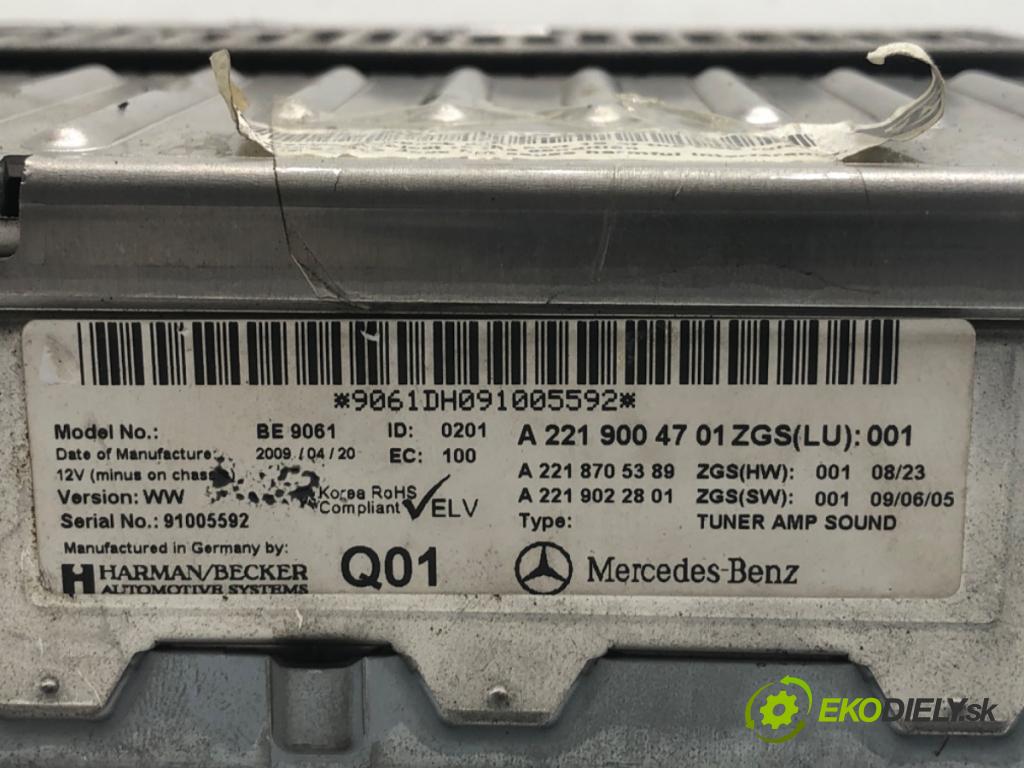 *9061DH091005592*
Model No.: BE 9061 ID: 0201 A 221 900 47 01 ZGS(LU): 001
Date of Manufacture: 2009 / 04 / 20 EC: 100
12V (minus on chass
A 221 870 53 89 ZGS(HW): 001 08/23
Version: WW Korea RoHS Compliant ELV A 221 902 28 01 ZGS(SW): 001 09/06/05
Serial No.: 91005592 Type: TUNER AMP SOUND
Manufactured in Germany by:
HARMAN/BECKER
AUTOMOTIVE SYSTEMS
Q01 Mercedes-Benz
EKODIELY.sk